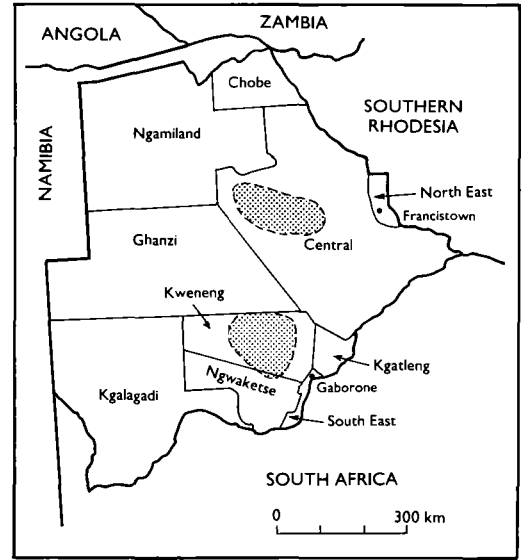 ANGOLA
ZAMBIA
Chobe
SOUTHERN
RHODESIA
Ngamiland
NAMIBIA
North East
Francistown
Central
Ghanzi
Kweneng
Kgatleng
Ngwaketse
Gaborone
Kgalagadi
South East
SOUTH AFRICA
0 300 km